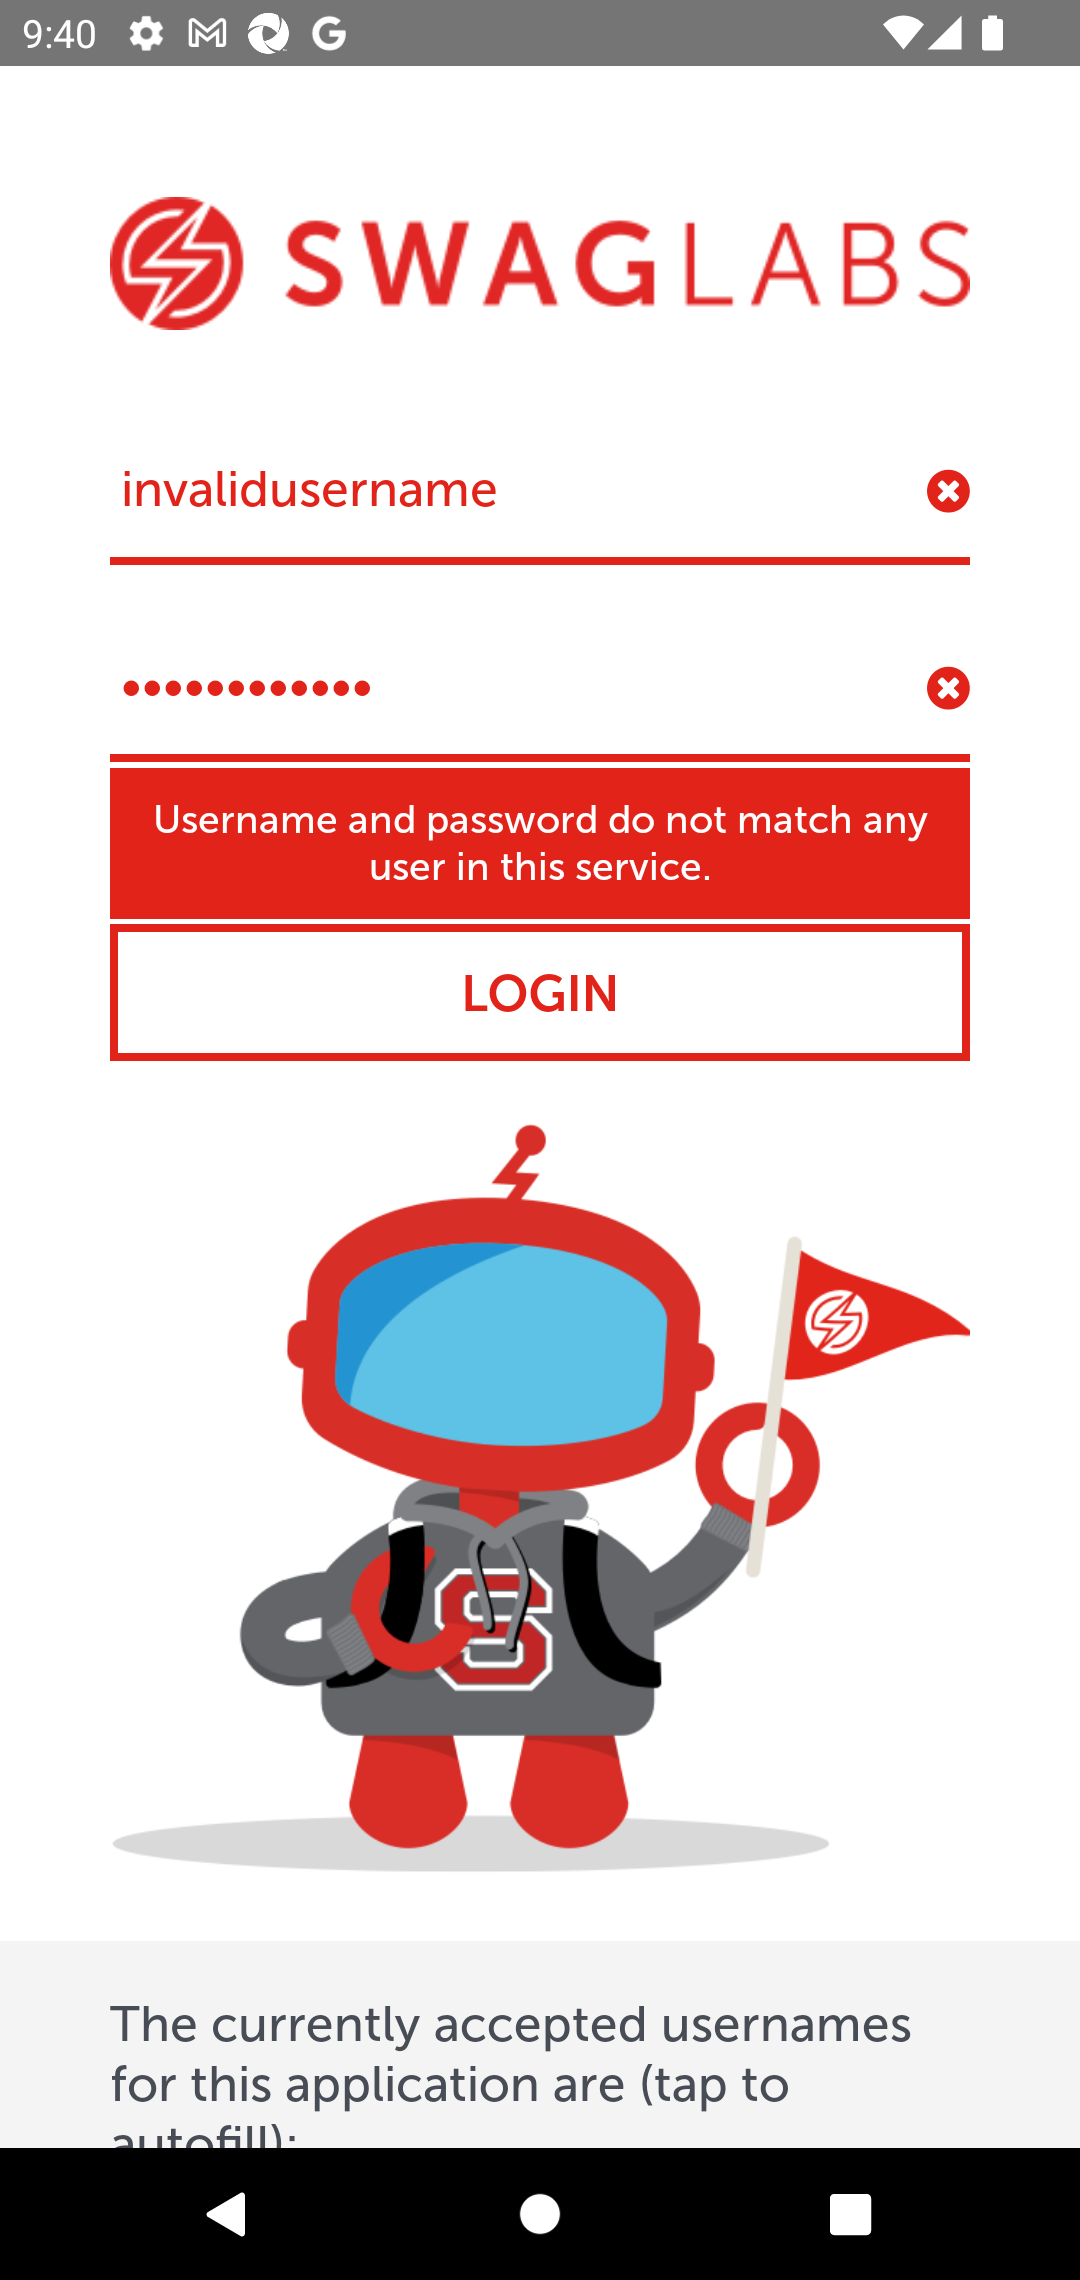 9:40
SWAGLABS
invalidusername
••••••••••••
Username and password do not match any
user in this service.
LOGIN
S
The currently accepted usernames
for this application are (tap to
autofill):